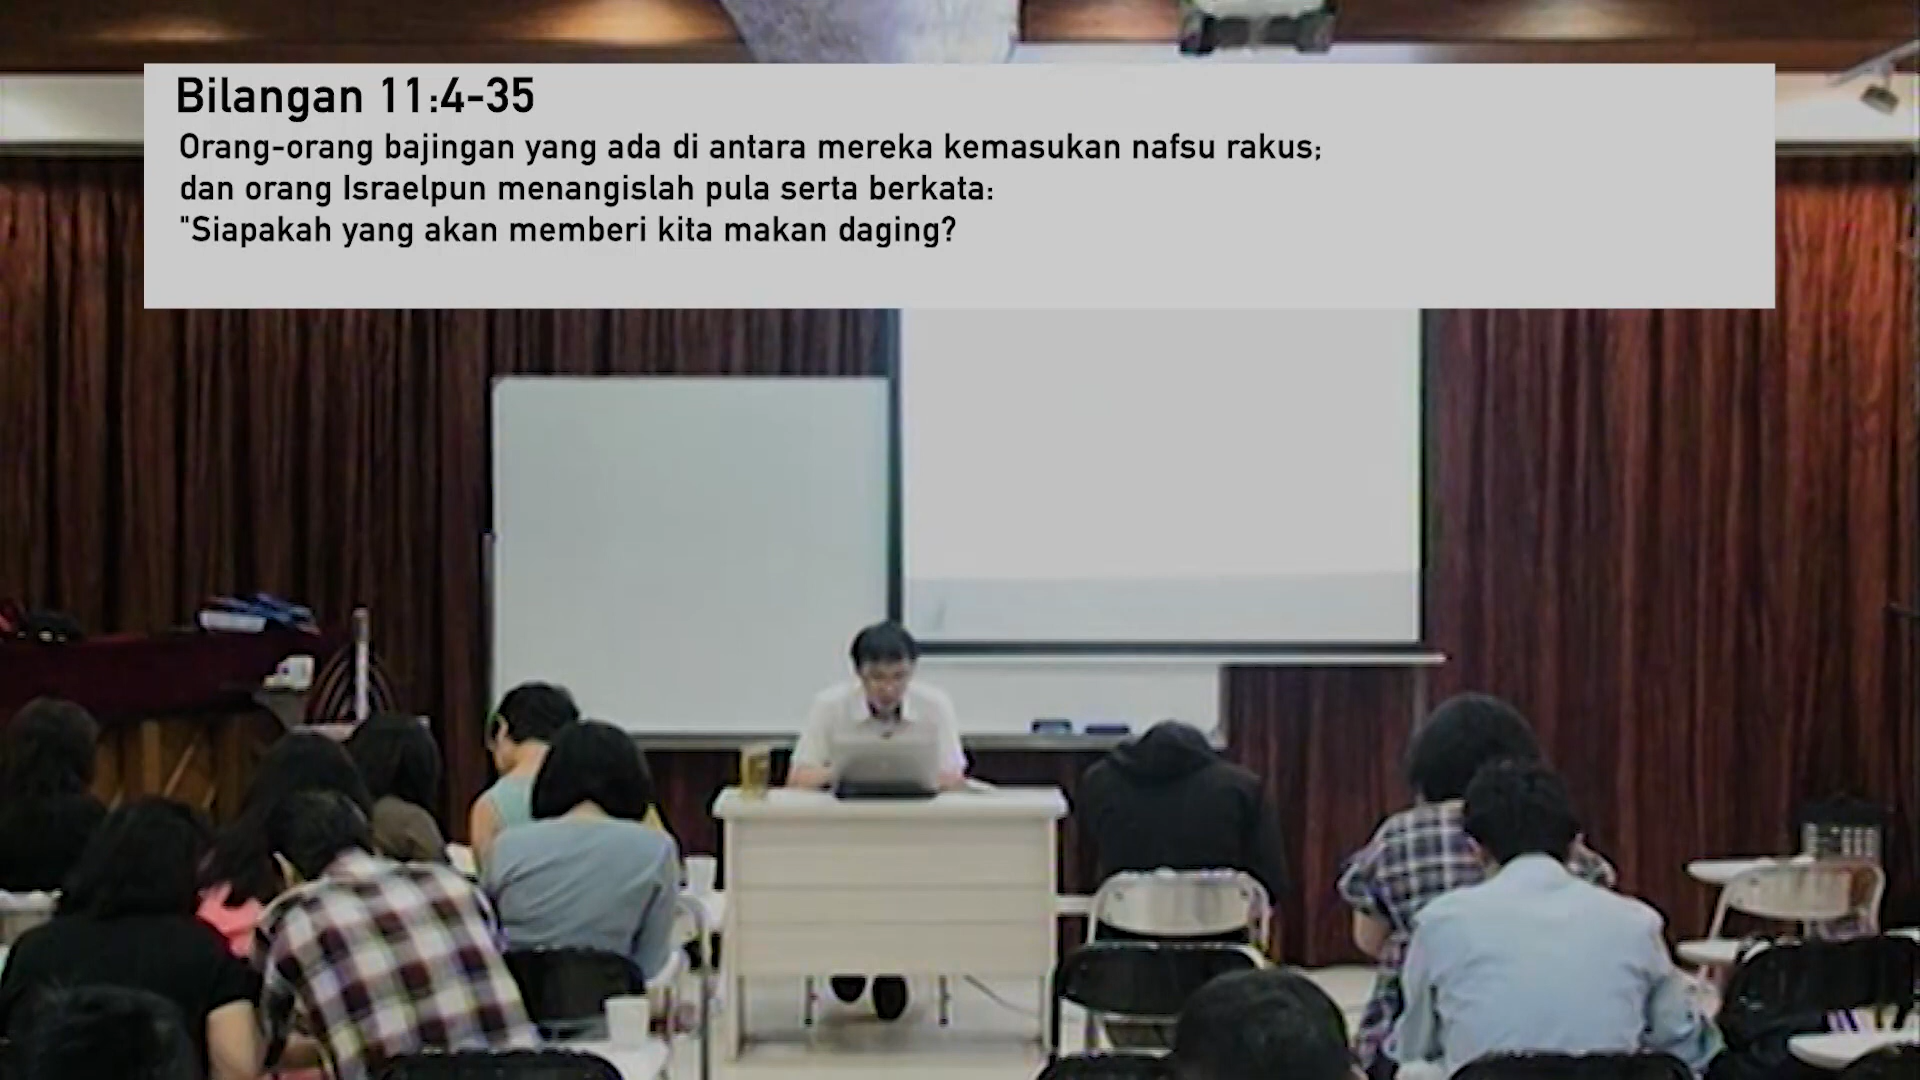 Bilangan 11:4-35
Orang-orang bajingan yang ada di antara mereka kemasukan nafsu rakus;
dan orang Israelpun menangislah pula serta berkata:
"Siapakah yang akan memberi kita makan daging?